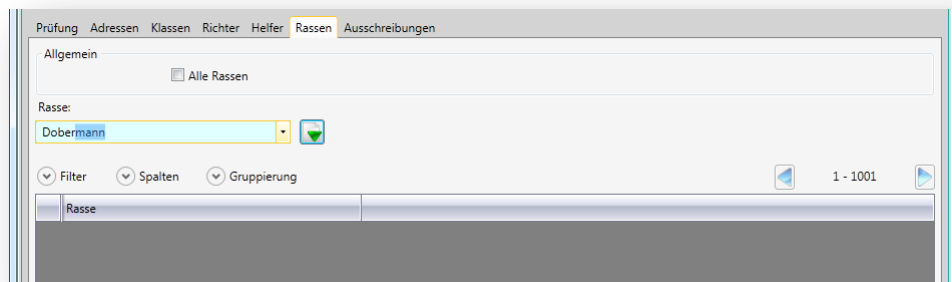 Prüfung Adressen Klassen Richter Helfer Rassen Ausschreibungen
Allgemein
Alle Rassen
Rasse:
Dobermann
Filter Spalten Gruppierung 1 - 1001
Rasse